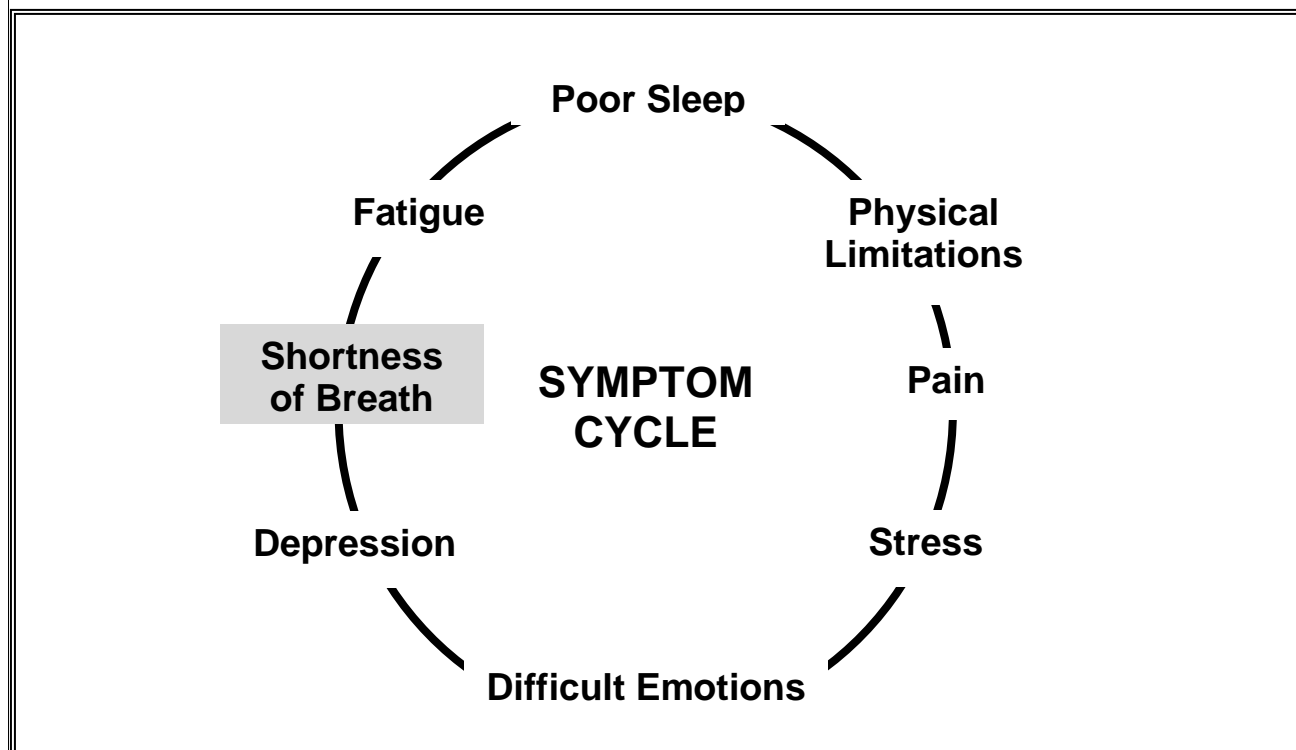 Poor Sleep
Fatigue
Physical
Limitations
Shortness
of Breath
SYMPTOM
CYCLE
Pain
Depression
Stress
Difficult Emotions